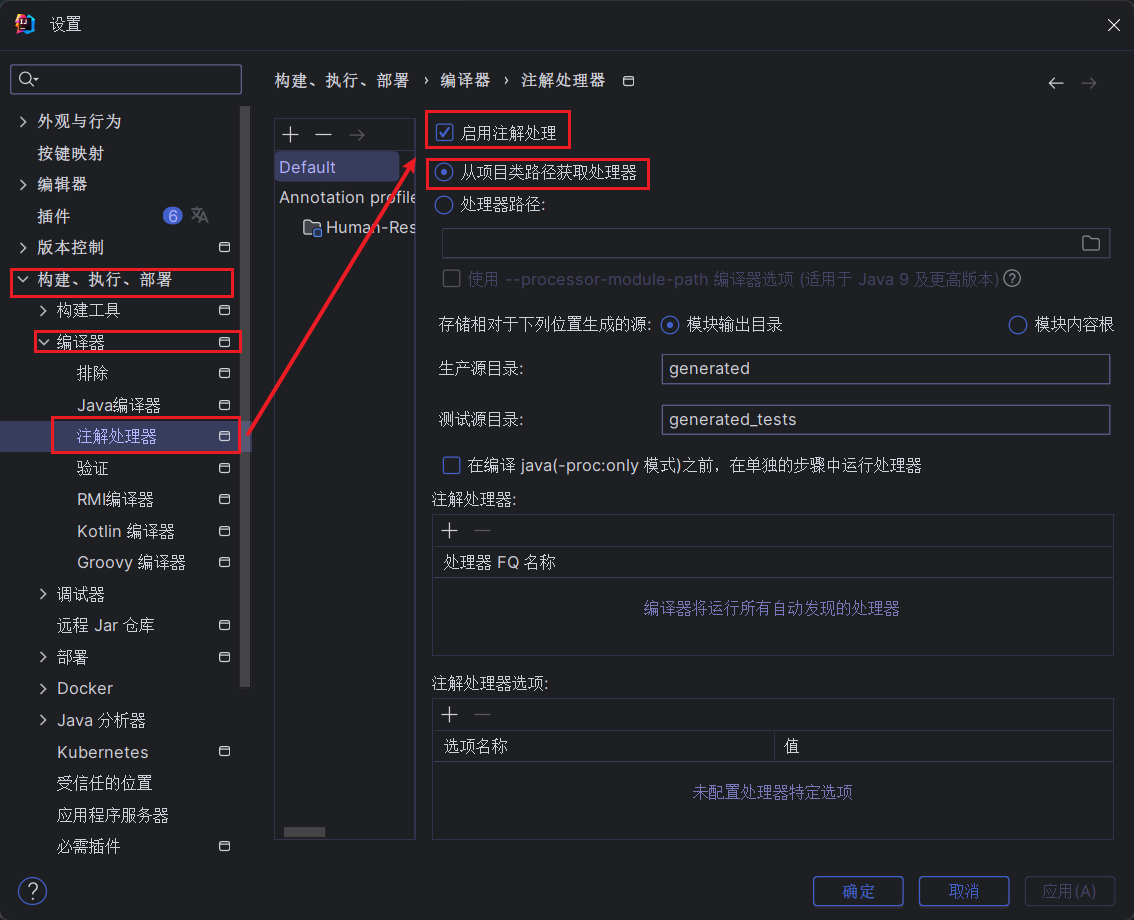 设置
构建、执行、部署 › 编译器 › 注解处理器
外观与行为
按键映射
编辑器
插件 6
版本控制
构建、执行、部署
构建工具
编译器
排除
Java编译器
注解处理器
验证
RMI编译器
Kotlin 编译器
Groovy 编译器
调试器
远程 Jar 仓库
部署
Docker
Java 分析器
Kubernetes
受信任的位置
应用程序服务器
必需插件
Default
Annotation profile
Human-Res
启用注解处理
从项目类路径获取处理器
处理器路径:
使用 --processor-module-path 编译器选项 (适用于 Java 9 及更高版本)
存储相对于下列位置生成的源: 模块输出目录 模块内容根
生产源目录: generated
测试源目录: generated_tests
在编译 java(-proc:only 模式)之前，在单独的步骤中运行处理器
注解处理器:
处理器 FQ 名称
编译器将运行所有自动发现的处理器
注解处理器选项:
选项名称 值
未配置处理器特定选项
?
确定 取消 应用(A)